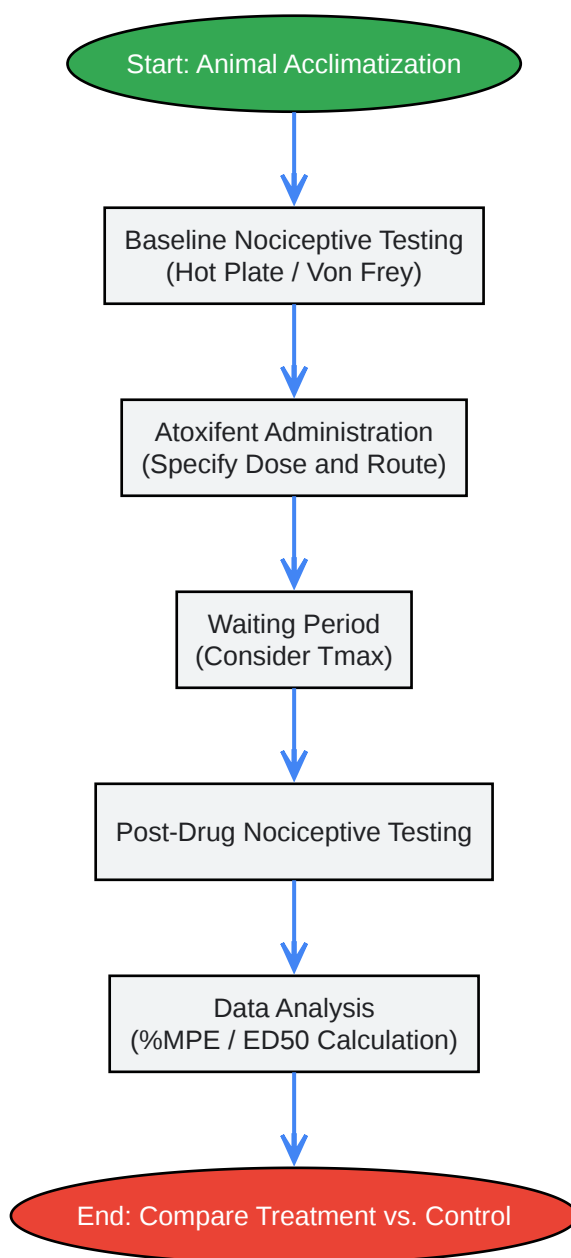 Start: Animal Acclimatization
Baseline Nociceptive Testing
(Hot Plate / Von Frey)
Atoxifent Administration
(Specify Dose and Route)
Waiting Period
(Consider Tmax)
Post-Drug Nociceptive Testing
Data Analysis
(%MPE / ED50 Calculation)
End: Compare Treatment vs. Control